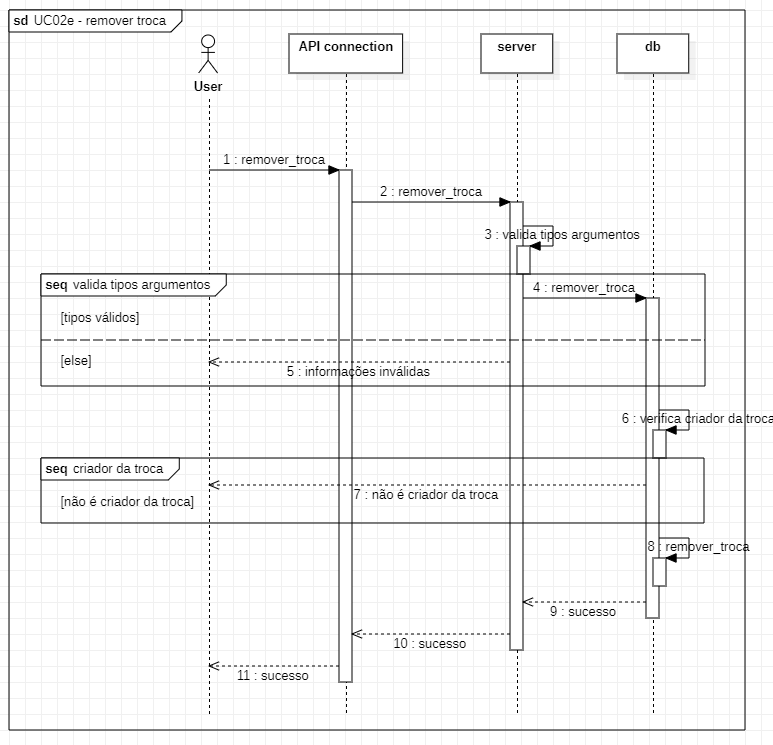 sd UC02e - remover troca
User
API connection
server
db
1 : remover_troca
2 : remover_troca
3 : valida tipos argumentos
seq valida tipos argumentos
4 : remover_troca
[tipos válidos]
[else]
5 : informações inválidas
6 : verifica criador da troca
seq criador da troca
7 : não é criador da troca
[não é criador da troca]
8 : remover_troca
9 : sucesso
10 : sucesso
11 : sucesso